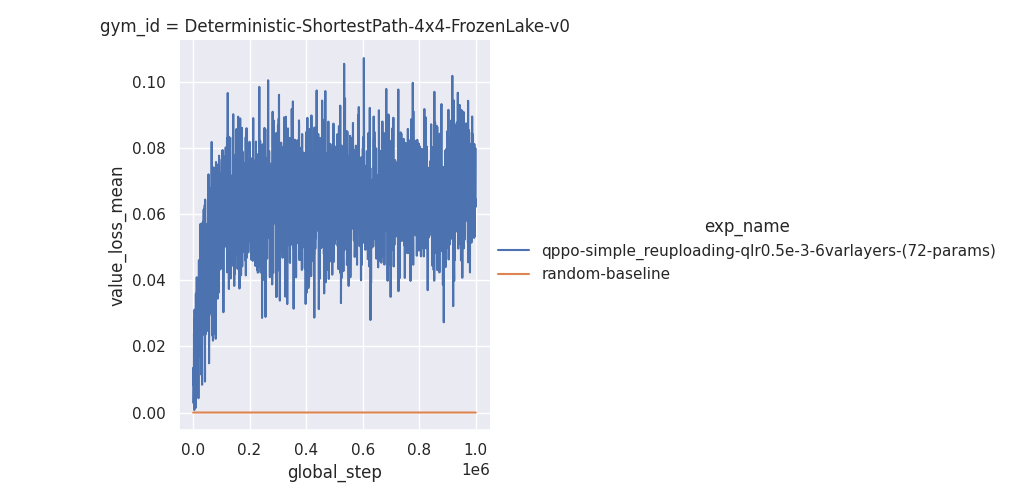 gym_id = Deterministic-ShortestPath-4x4-FrozenLake-v0
0.10
0.08
0.06
0.04
0.02
0.00
value_loss_mean
0.0 0.2 0.4 0.6 0.8 1.0
1e6
global_step
exp_name
qppo-simple_reuploading-qlr0.5e-3-6varlayers-(72-params)
random-baseline